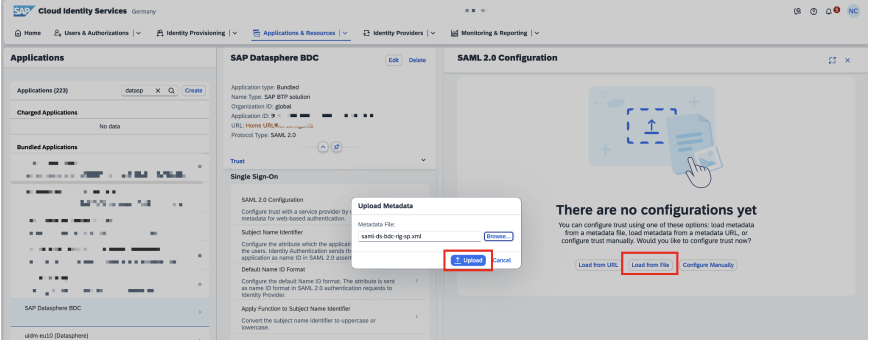 SAP Cloud Identity Services Germany
NC
Home Users & Authorizations Identity Provisioning Applications & Resources Identity Providers Monitoring & Reporting
Applications
Applications (223) datasp Create
Charged Applications
No data
Bundled Applications
SAP Datasphere BDC
uidm-eu10 (Datasphere)
SAP Datasphere BDC Edit Delete
Application type: Bundled
Name Type: SAP BTP solution
Organization ID: global
Application ID: 9
URL: Home URL
Protocol Type: SAML 2.0
Trust
Single Sign-On
SAML 2.0 Configuration
Configure trust with a service provider by
metadata for web-based authentication.
Subject Name Identifier
Configure the attribute which the applicati
the users. Identity Authentication sends th
application as name ID in SAML 2.0 assert
Default Name ID Format
Configure the default Name ID format. The attribute is sent
as name ID format in SAML 2.0 authentication requests to
Identity Provider.
Apply Function to Subject Name Identifier
Convert the subject name identifier to uppercase or
lowercase.
Upload Metadata
Metadata File:
saml-ds-bdc-rig-sp.xml Browse...
Upload Cancel
SAML 2.0 Configuration
There are no configurations yet
You can configure trust using one of these options: load metadata
from a metadata file, load metadata from a metadata URL, or
configure trust manually. Would you like to configure trust now?
Load from URL Load from File Configure Manually